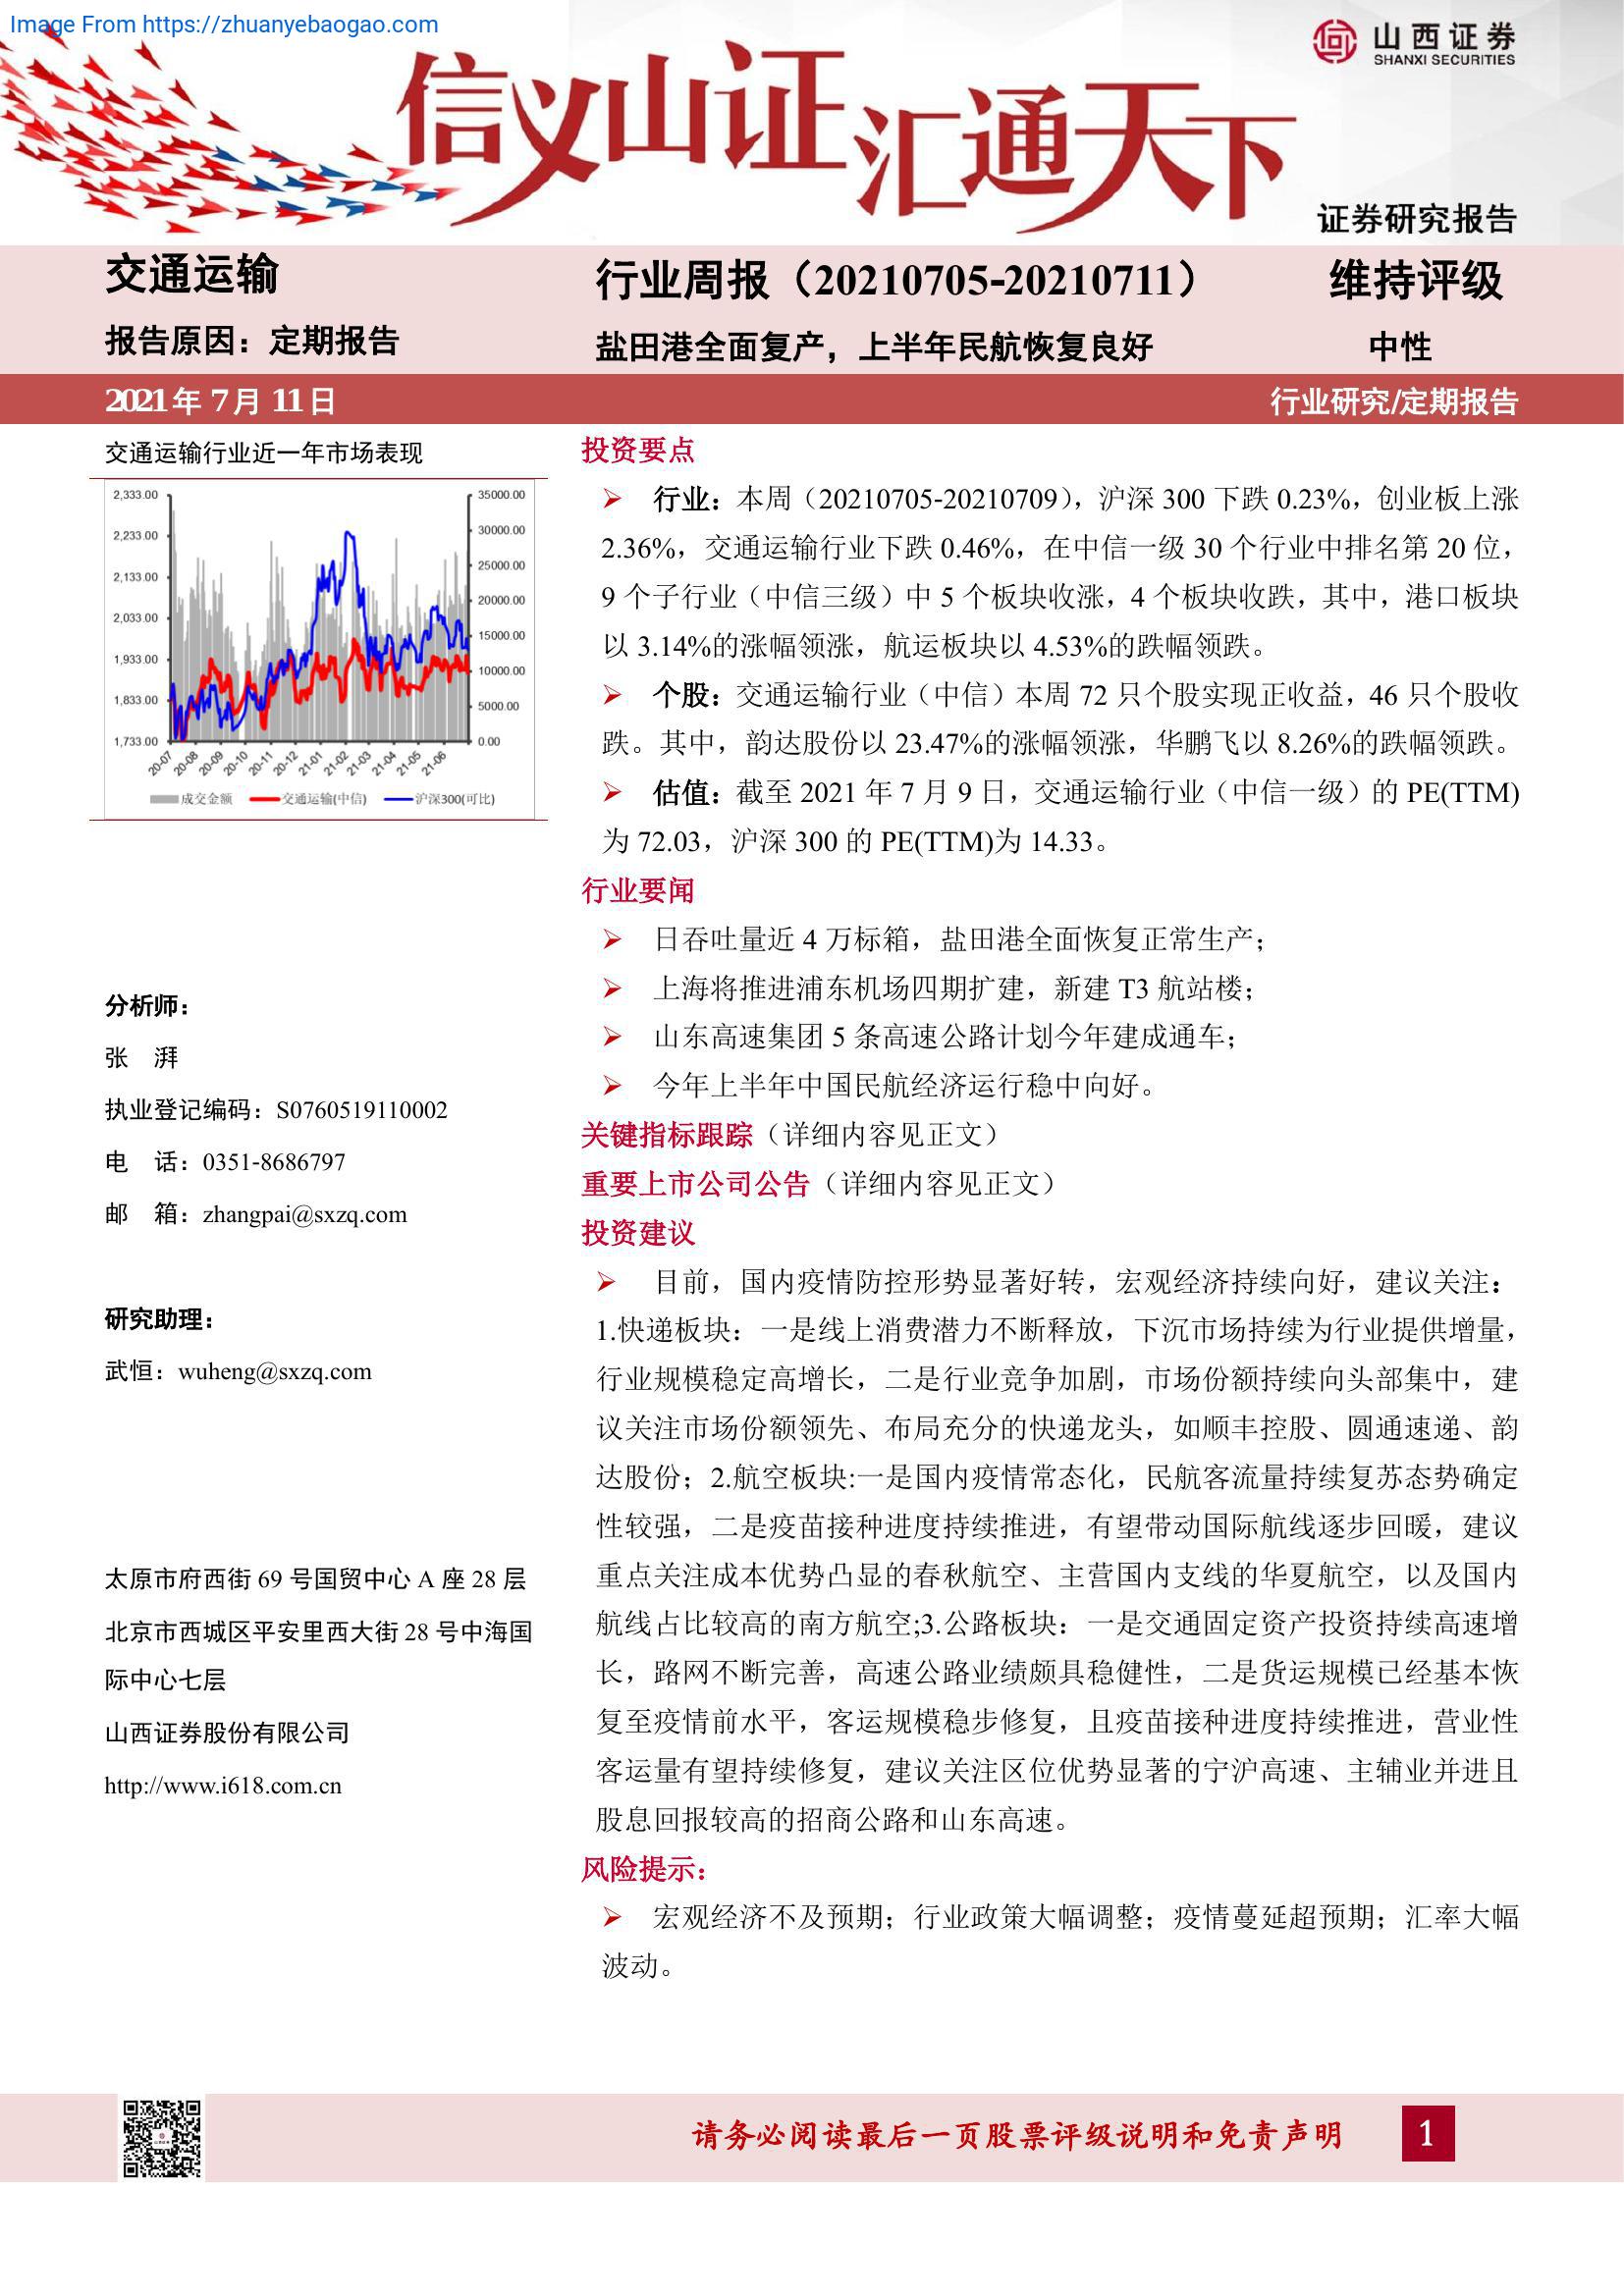 Image From https://zhuanyebaogao.com
山西证券
SHANXI SECURITIES
信义山证汇通天下
证券研究报告
交通运输
报告原因：定期报告
行业周报（20210705-20210711）
盐田港全面复产，上半年民航恢复良好
维持评级
中性
2021年 7月 11日
行业研究/定期报告
交通运输行业近一年市场表现
2,333.00
2,233.00
2,133.00
2,033.00
1,933.00
1,833.00
1,733.00
35000.00
30000.00
25000.00
20000.00
15000.00
10000.00
5000.00
0.00
20-07 20-08 20-09 20-10 20-11 20-12 21-01 21-02 21-03 21-04 21-05 21-06
成交金额 交通运输(中信) 沪深300(可比)
分析师：
张 湃
执业登记编码：S0760519110002
电 话：0351-8686797
邮 箱：zhangpai@sxzq.com
研究助理：
武恒：wuheng@sxzq.com
太原市府西街 69 号国贸中心 A 座 28 层
北京市西城区平安里西大街 28 号中海国
际中心七层
山西证券股份有限公司
http://www.i618.com.cn
投资要点
➢ 行业：本周（20210705-20210709），沪深 300 下跌 0.23%，创业板上涨
2.36%，交通运输行业下跌 0.46%，在中信一级 30 个行业中排名第 20 位，
9 个子行业（中信三级）中 5 个板块收涨，4 个板块收跌，其中，港口板块
以 3.14%的涨幅领涨，航运板块以 4.53%的跌幅领跌。
➢ 个股：交通运输行业（中信）本周 72 只个股实现正收益，46 只个股收
跌。其中，韵达股份以 23.47%的涨幅领涨，华鹏飞以 8.26%的跌幅领跌。
➢ 估值：截至 2021 年 7 月 9 日，交通运输行业（中信一级）的 PE(TTM)
为 72.03，沪深 300 的 PE(TTM)为 14.33。
行业要闻
➢ 日吞吐量近 4 万标箱，盐田港全面恢复正常生产；
➢ 上海将推进浦东机场四期扩建，新建 T3 航站楼；
➢ 山东高速集团 5 条高速公路计划今年建成通车；
➢ 今年上半年中国民航经济运行稳中向好。
关键指标跟踪（详细内容见正文）
重要上市公司公告（详细内容见正文）
投资建议
➢ 目前，国内疫情防控形势显著好转，宏观经济持续向好，建议关注：
1.快递板块：一是线上消费潜力不断释放，下沉市场持续为行业提供增量，
行业规模稳定高增长，二是行业竞争加剧，市场份额持续向头部集中，建
议关注市场份额领先、布局充分的快递龙头，如顺丰控股、圆通速递、韵
达股份；2.航空板块:一是国内疫情常态化，民航客流量持续复苏态势确定
性较强，二是疫苗接种进度持续推进，有望带动国际航线逐步回暖，建议
重点关注成本优势凸显的春秋航空、主营国内支线的华夏航空，以及国内
航线占比较高的南方航空;3.公路板块：一是交通固定资产投资持续高速增
长，路网不断完善，高速公路业绩颇具稳健性，二是货运规模已经基本恢
复至疫情前水平，客运规模稳步修复，且疫苗接种进度持续推进，营业性
客运量有望持续修复，建议关注区位优势显著的宁沪高速、主辅业并进且
股息回报较高的招商公路和山东高速。
风险提示：
➢ 宏观经济不及预期；行业政策大幅调整；疫情蔓延超预期；汇率大幅
波动。
请务必阅读最后一页股票评级说明和免责声明
1